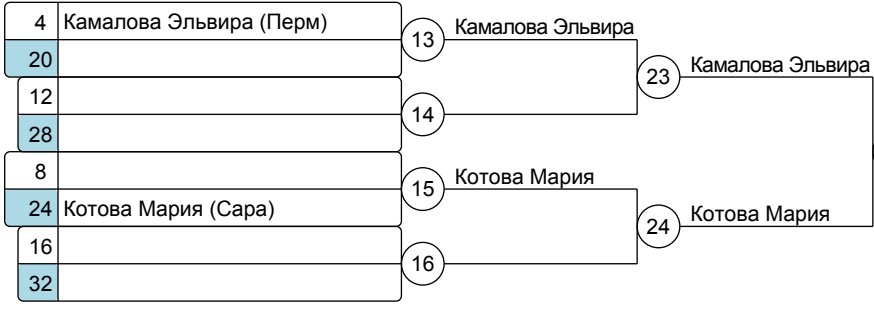 4 Камалова Эльвира (Перм)
20
13 Камалова Эльвира
23 Камалова Эльвира
12
28
14
8
24 Котова Мария (Сара)
15 Котова Мария
24 Котова Мария
16
32
16